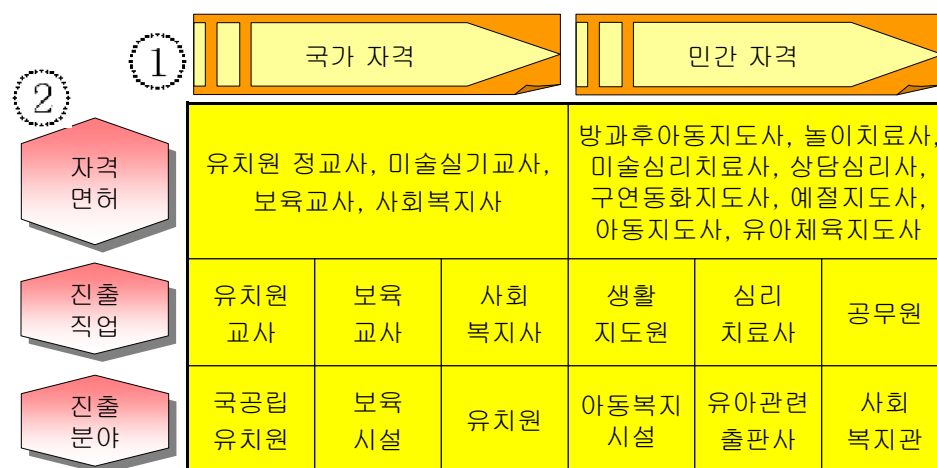 ①
국가 자격
민간 자격
②
자격
면허
유치원 정교사, 미술실기교사,
보육교사, 사회복지사
방과후아동지도사, 놀이치료사,
미술심리치료사, 상담심리사,
구연동화지도사, 예절지도사,
아동지도사, 유아체육지도사
진출
직업
유치원
교사
보육
교사
사회
복지사
생활
지도원
심리
치료사
공무원
진출
분야
국공립
유치원
보육
시설
유치원
아동복지
시설
유아관련
출판사
사회
복지관